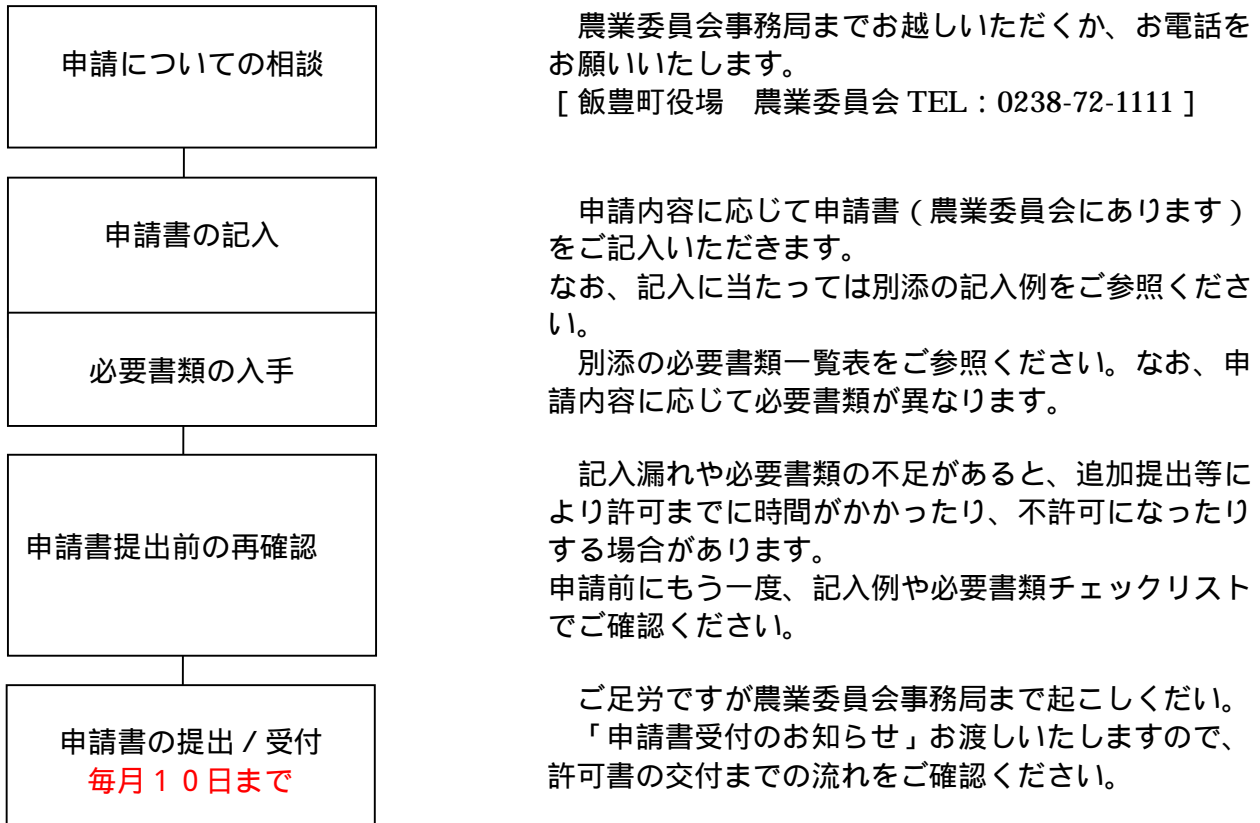 申請についての相談
農業委員会事務局までお越しいただくか、お電話を
お願いいたします。
[ 飯豊町役場　農業委員会 TEL：0238-72-1111 ]
申請書の記入
申請内容に応じて申請書（農業委員会にあります）
をご記入いただきます。
なお、記入に当たっては別添の記入例をご参照くださ
い。
必要書類の入手
別添の必要書類一覧表をご参照ください。なお、申
請内容に応じて必要書類が異なります。
申請書提出前の再確認
記入漏れや必要書類の不足があると、追加提出等に
より許可までに時間がかかったり、不許可になったり
する場合があります。
申請前にもう一度、記入例や必要書類チェックリスト
でご確認ください。
申請書の提出／受付
毎月１０日まで
ご足労ですが農業委員会事務局まで起こしくだい。
「申請書受付のお知らせ」お渡しいたしますので、
許可書の交付までの流れをご確認ください。